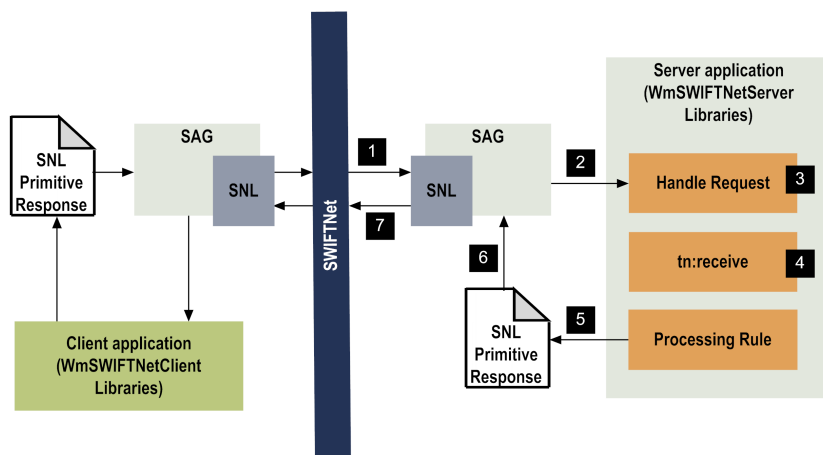 SNL
Primitive
Response
SAG
SNL
Client application
(WmSWIFTNetClient
Libraries)
SWIFTNet
1
7
SAG
SNL
2
6
SNL
Primitive
Response
5
Server application
(WmSWIFTNetServer
Libraries)
Handle Request
3
tn:receive
4
Processing Rule